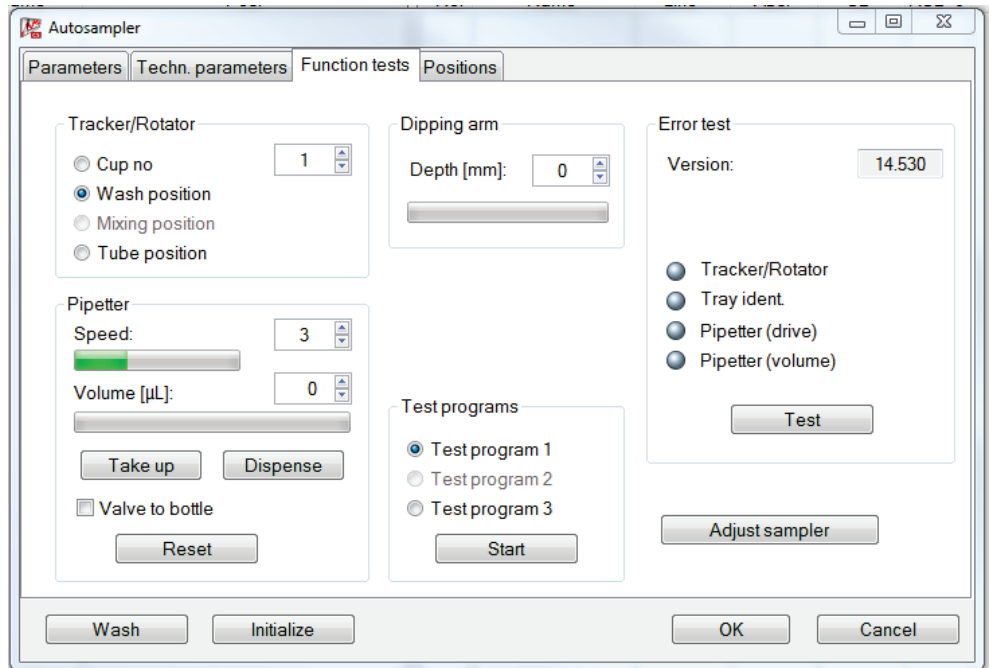 Autosampler
Parameters Techn. parameters Function tests Positions
Tracker/Rotator
Cup no 1
Wash position
Mixing position
Tube position
Pipetter
Speed: 3
Volume [µL]: 0
Take up Dispense
Valve to bottle
Reset
Dipping arm
Depth [mm]: 0
Test programs
Test program 1
Test program 2
Test program 3
Start
Error test
Version: 14.530
Tracker/Rotator
Tray ident.
Pipetter (drive)
Pipetter (volume)
Test
Adjust sampler
Wash Initialize OK Cancel